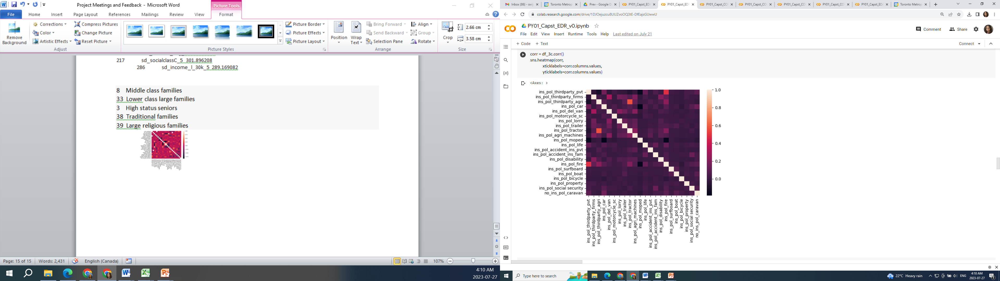 Project Meetings and Feedback - Microsoft Word
Picture Tools
File Home Insert Page Layout References Mailings Review View Format
Remove Background
Corrections
Color
Artistic Effects
Compress Pictures
Change Picture
Reset Picture
Adjust
Picture Styles
Picture Border
Picture Effects
Picture Layout
Position
Wrap Text
Bring Forward
Send Backward
Selection Pane
Align
Group
Rotate
Arrange
Crop
2.66 cm
3.58 cm
Size
217 sd_socialclassC_5 301.896208
286 sd_income_l_30k_5 289.169082
8 Middle class families
33 Lower class large families
3 High status seniors
38 Traditional families
39 Large religious families
Page: 15 of 15 Words: 2,431 English (Canada) 107%
4:10 AM
2023-07-27
Inbox (86) - swi
Toronto Metrop
Prev - Google D
PY01_Capst_ED
PY01_Capst_ED
PY01_Capst_CO
PY01_Capst_CO
PY01_Capst_CO
PY01_Capst_CO
PY01_Capst_ED
Toronto Metrop
colab.research.google.com/drive/1DJOejuzcu8UUZvoOQ3tE-DfEajsGUwwU
PY01_Capst_EDR_v0.ipynb
Comment Share
File Edit View Insert Runtime Tools Help Last edited on July 21
+ Code + Text
Connect
corr = df_3c.corr()
sns.heatmap(corr,
xticklabels=corr.columns.values,
yticklabels=corr.columns.values)
<Axes: >
ins_pol_thirdparty_pvt
ins_pol_thirdparty_firms
ins_pol_thirdparty_agri
ins_pol_car
ins_pol_del_van
ins_pol_motorcycle_sc
ins_pol_lorry
ins_pol_trailer
ins_pol_tractor
ins_pol_agri_machines
ins_pol_moped
ins_pol_life
ins_pol_accident_ins_pvt
ins_pol_accident_ins_fam
ins_pol_disability
ins_pol_fire
ins_pol_surfboard
ins_pol_boat
ins_pol_bicycle
ins_pol_property
ins_pol_social security
no_ins_pol_caravan
1.0
0.8
0.6
0.4
0.2
0.0
ins_pol_thirdparty_pvt
ins_pol_thirdparty_firms
ins_pol_thirdparty_agri
ins_pol_car
ins_pol_del_van
ins_pol_motorcycle_sc
ins_pol_lorry
ins_pol_trailer
ins_pol_tractor
ins_pol_agri_machines
ins_pol_moped
ins_pol_life
ins_pol_accident_ins_pvt
ins_pol_accident_ins_fam
ins_pol_disability
ins_pol_fire
ins_pol_surfboard
ins_pol_boat
ins_pol_bicycle
ins_pol_property
ins_pol_social security
no_ins_pol_caravan
Type here to search
22°C Heavy rain
ENG
4:10 AM
2023-07-27